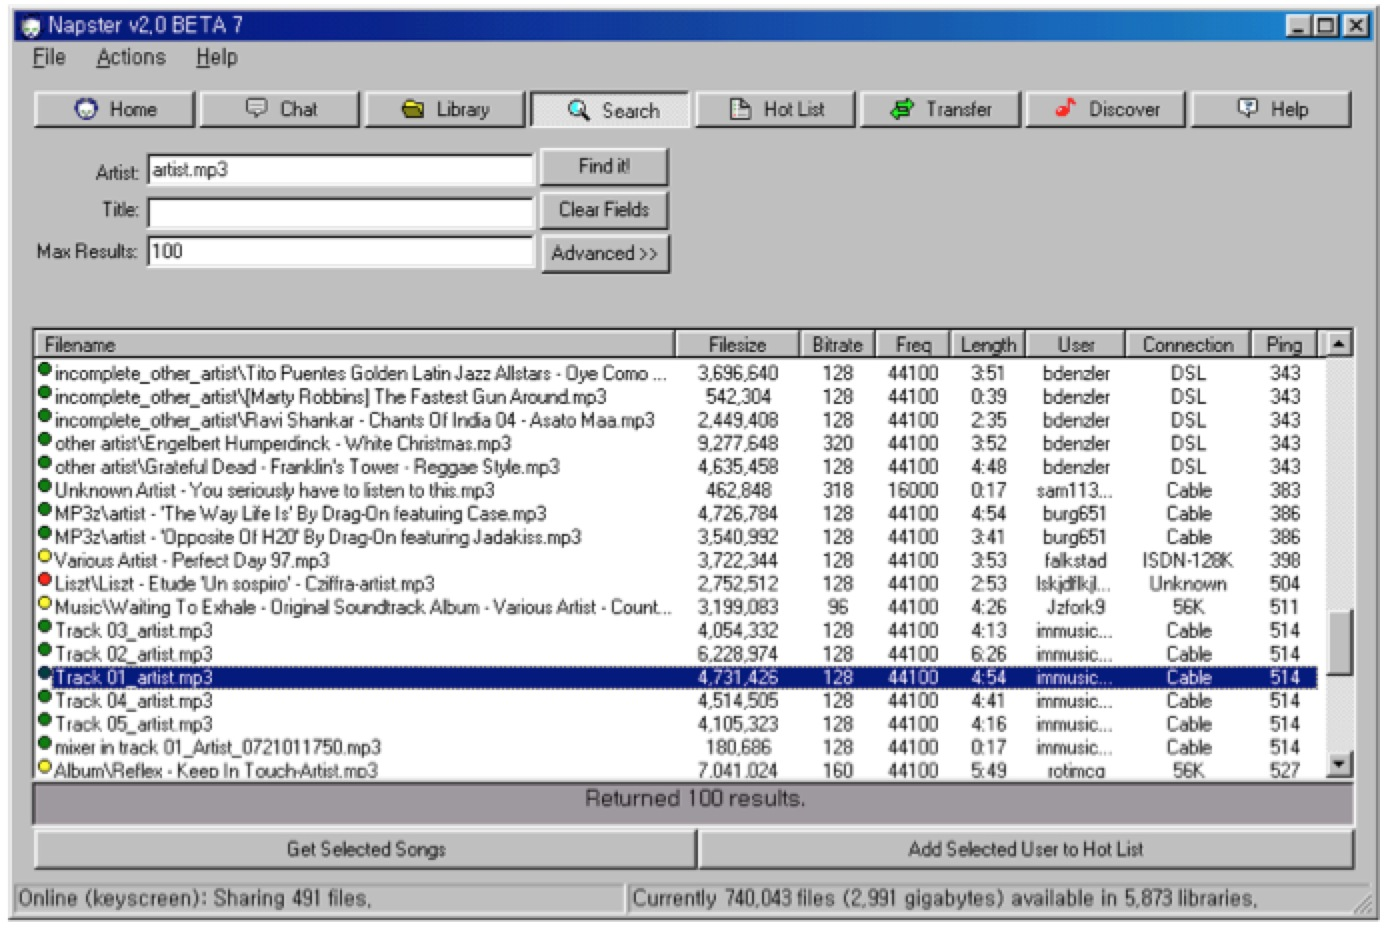 Napster v2.0 BETA 7
File Actions Help
Home Chat Library Search Hot List Transfer Discover Help
Artist: artist.mp3 Find it!
Title: Clear Fields
Max Results: 100 Advanced >>
Filename Filesize Bitrate Freq Length User Connection Ping
incomplete_other_artist\Tito Puentes Golden Latin Jazz Allstars - Oye Como ... 3,696,640 128 44100 3:51 bdenzler DSL 343
incomplete_other_artist\[Marty Robbins] The Fastest Gun Around.mp3 542,304 128 44100 0:39 bdenzler DSL 343
incomplete_other_artist\Ravi Shankar - Chants Of India 04 - Asato Maa.mp3 2,449,408 128 44100 2:35 bdenzler DSL 343
other artist\Engelbert Humperdinck - White Christmas.mp3 9,277,648 320 44100 3:52 bdenzler DSL 343
other artist\Grateful Dead - Franklin's Tower - Reggae Style.mp3 4,635,458 128 44100 4:48 bdenzler DSL 343
Unknown Artist - You seriously have to listen to this.mp3 462,848 318 16000 0:17 sam113... Cable 383
MP3z\artist - 'The Way Life Is' By Drag-On featuring Case.mp3 4,726,784 128 44100 4:54 burg651 Cable 386
MP3z\artist - 'Opposite Of H20' By Drag-On featuring Jadakiss.mp3 3,540,992 128 44100 3:41 burg651 Cable 386
Various Artist - Perfect Day 97.mp3 3,722,344 128 44100 3:53 falkstad ISDN-128K 398
Liszt\Liszt - Etude 'Un sospiro' - Cziffra-artist.mp3 2,752,512 128 44100 2:53 lskjdflkjl... Unknown 504
Music\Waiting To Exhale - Original Soundtrack Album - Various Artist - Count... 3,199,083 96 44100 4:26 Jzfork9 56K 511
Track 03_artist.mp3 4,054,332 128 44100 4:13 immusic... Cable 514
Track 02_artist.mp3 6,228,974 128 44100 6:26 immusic... Cable 514
Track 01_artist.mp3 4,731,426 128 44100 4:54 immusic... Cable 514
Track 04_artist.mp3 4,514,505 128 44100 4:41 immusic... Cable 514
Track 05_artist.mp3 4,105,323 128 44100 4:16 immusic... Cable 514
mixer in track 01_Artist_0721011750.mp3 180,686 128 44100 0:17 immusic... Cable 514
Album\Reflex - Keep In Touch-Artist.mp3 7,041,024 160 44100 5:49 rotimca 56K 527
Returned 100 results.
Get Selected Songs Add Selected User to Hot List
Online (keyscreen): Sharing 491 files. Currently 740,043 files (2,991 gigabytes) available in 5,873 libraries.